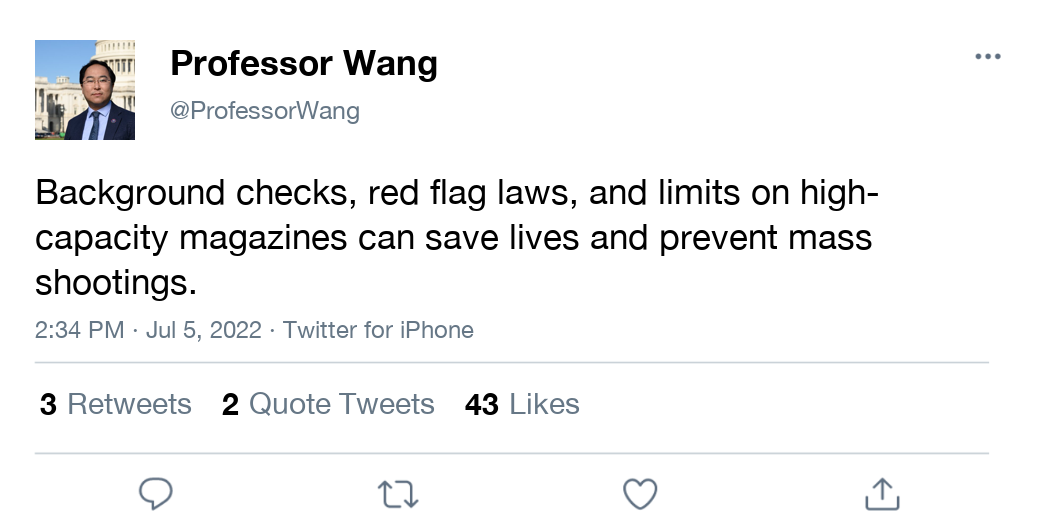 Professor Wang
@ProfessorWang
Background checks, red flag laws, and limits on high-
capacity magazines can save lives and prevent mass
shootings.
2:34 PM · Jul 5, 2022 · Twitter for iPhone
3 Retweets 2 Quote Tweets 43 Likes